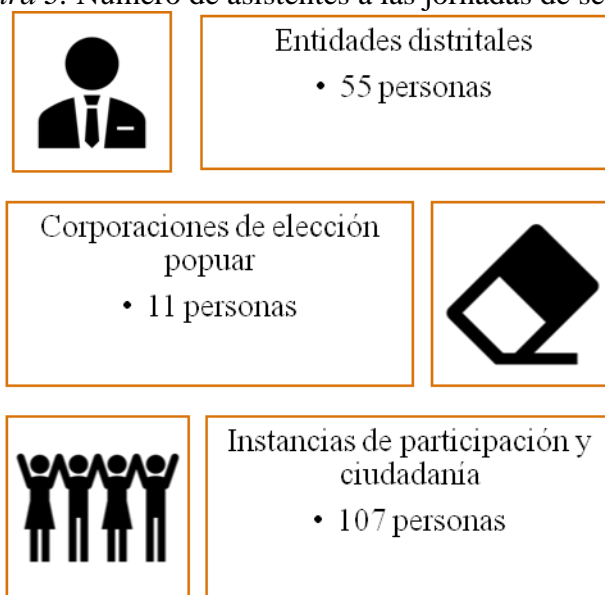 3. Número de asistentes a las jornadas de
Entidades distritales
• 55 personas
Corporaciones de elección
popuar
• 11 personas
Instancias de participación y
ciudadanía
• 107 personas